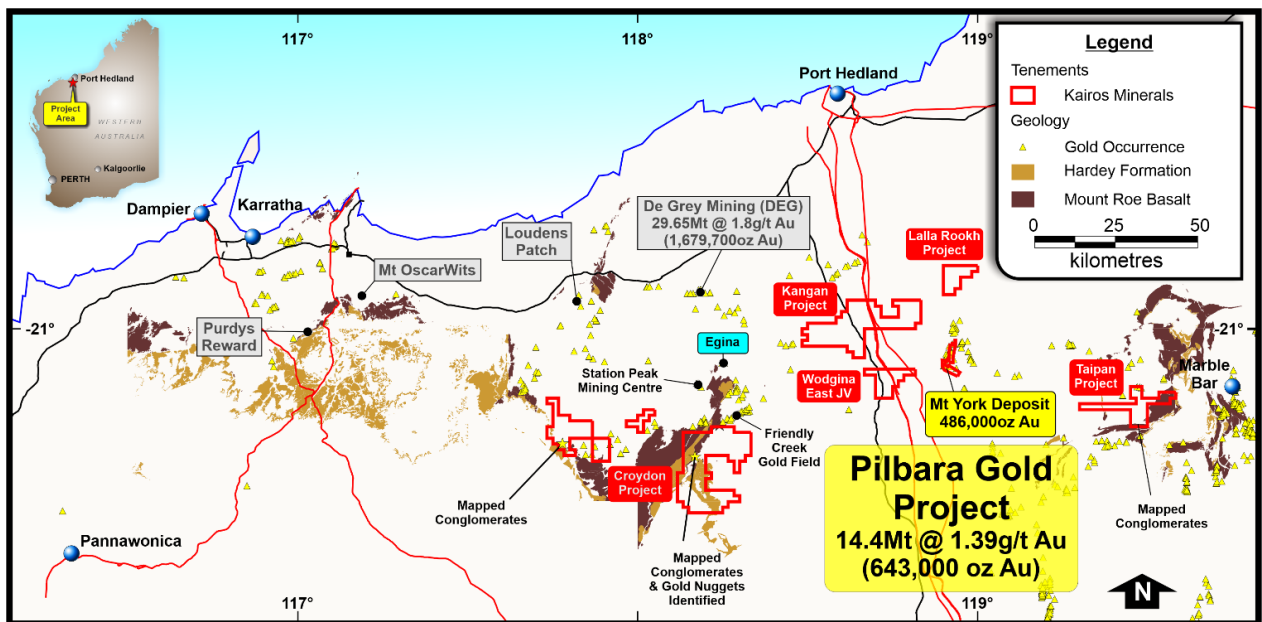 117°
118°
119°
Port Hedland
Project
Area
WESTERN
AUSTRALIA
Kalgoorlie
PERTH
Port Hedland
Legend
Tenements
Kairos Minerals
Geology
Gold Occurrence
Hardey Formation
Mount Roe Basalt
0 25 50
kilometres
Dampier
Karratha
Loudens
Patch
De Grey Mining (DEG)
29.65Mt @ 1.8g/t Au
(1,679,700oz Au)
Lalla Rookh
Project
Mt OscarWits
Kangan
Project
-21°
-21°
Purdys
Reward
Egina
Station Peak
Mining Centre
Wodgina
East JV
Taipan
Project
Marble
Bar
Mt York Deposit
486,000oz Au
Friendly
Creek
Gold Field
Croydon
Project
Pilbara Gold
Project
14.4Mt @ 1.39g/t Au
(643,000 oz Au)
Mapped
Conglomerates
Mapped
Conglomerates
Pannawonica
Mapped
Conglomerates
& Gold Nuggets
Identified
N
117°
119°